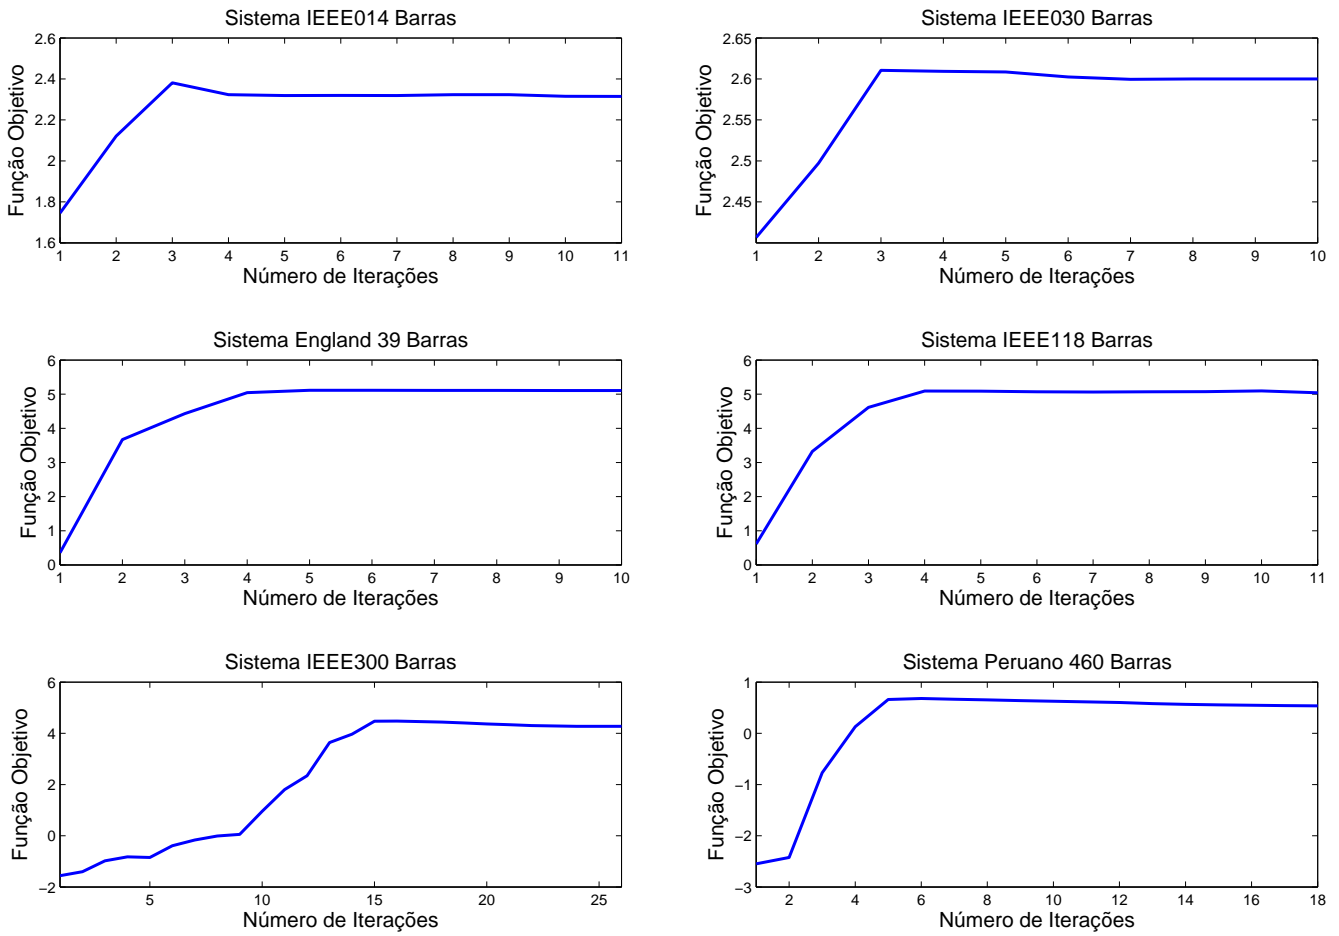 Sistema IEEE014 Barras
2.6
2.4
2.2
2
1.8
1.6
Função Objetivo
1 2 3 4 5 6 7 8 9 10 11
Número de Iterações
Sistema IEEE030 Barras
2.65
2.6
2.55
2.5
2.45
Função Objetivo
1 2 3 4 5 6 7 8 9 10
Número de Iterações
Sistema England 39 Barras
6
5
4
3
2
1
0
Função Objetivo
1 2 3 4 5 6 7 8 9 10
Número de Iterações
Sistema IEEE118 Barras
6
5
4
3
2
1
0
Função Objetivo
1 2 3 4 5 6 7 8 9 10 11
Número de Iterações
Sistema IEEE300 Barras
6
4
2
0
−2
Função Objetivo
5 10 15 20 25
Número de Iterações
Sistema Peruano 460 Barras
1
0
−1
−2
−3
Função Objetivo
2 4 6 8 10 12 14 16 18
Número de Iterações